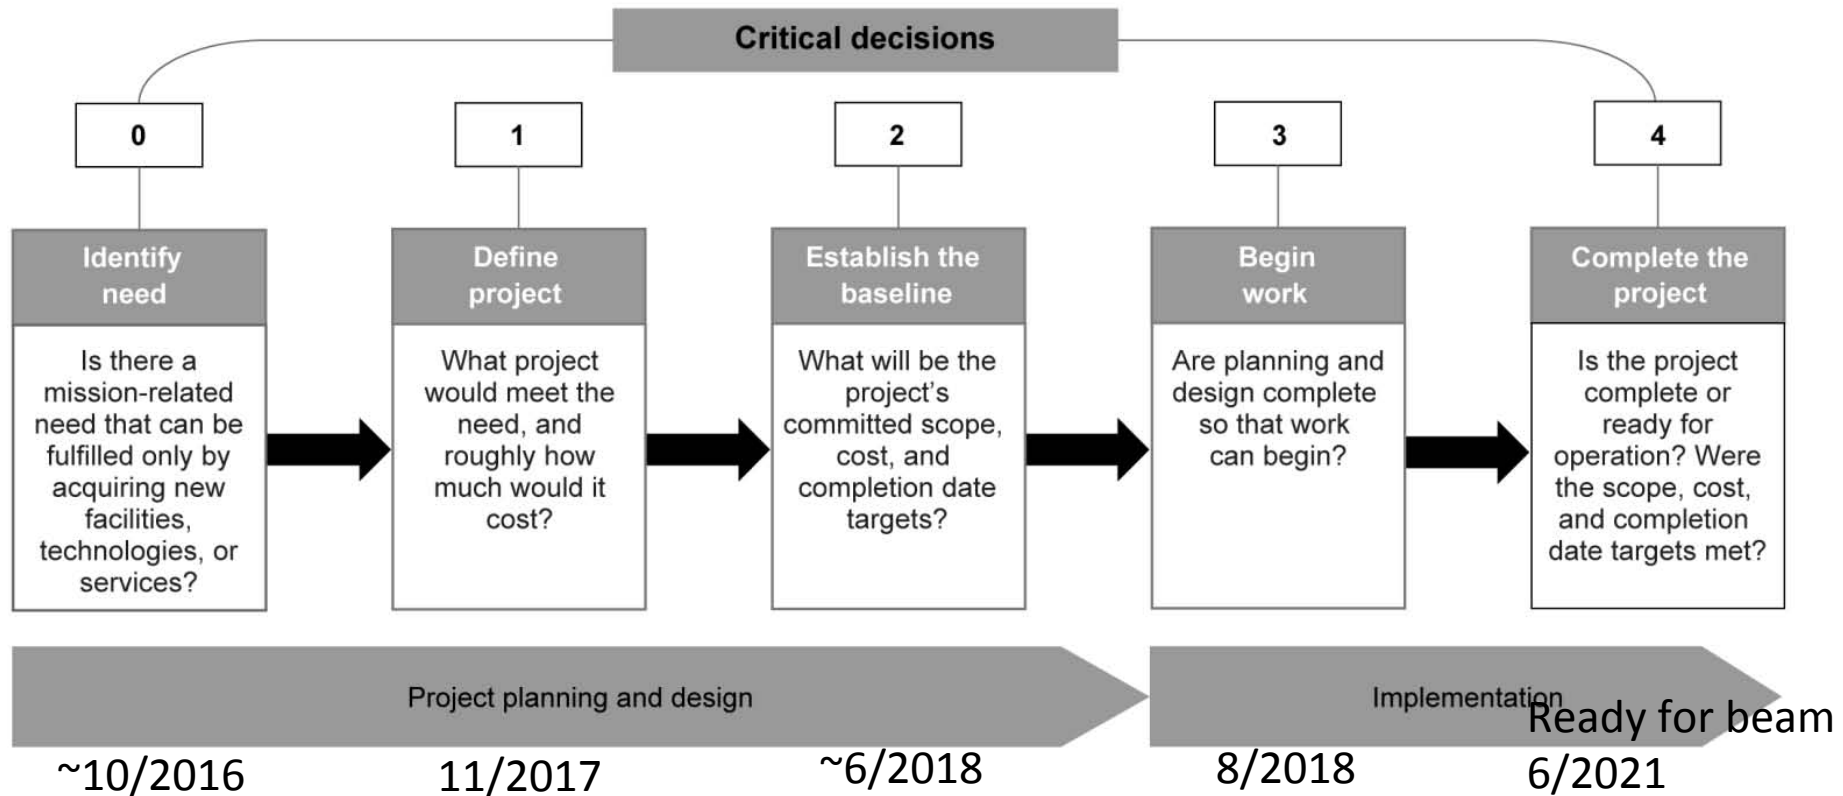 Critical decisions
0
1
2
3
4
Identify
need
Is there a
mission-related
need that can be
fulfilled only by
acquiring new
facilities,
technologies, or
services?
Define
project
What project
would meet the
need, and
roughly how
much would it
cost?
Establish the
baseline
What will be the
project’s
committed scope,
cost, and
completion date
targets?
Begin
work
Are planning and
design complete
so that work
can begin?
Complete the
project
Is the project
complete or
ready for
operation? Were
the scope, cost,
and completion
date targets met?
Project planning and design
Implementation
~10/2016
11/2017
~6/2018
8/2018
Ready for beam
6/2021